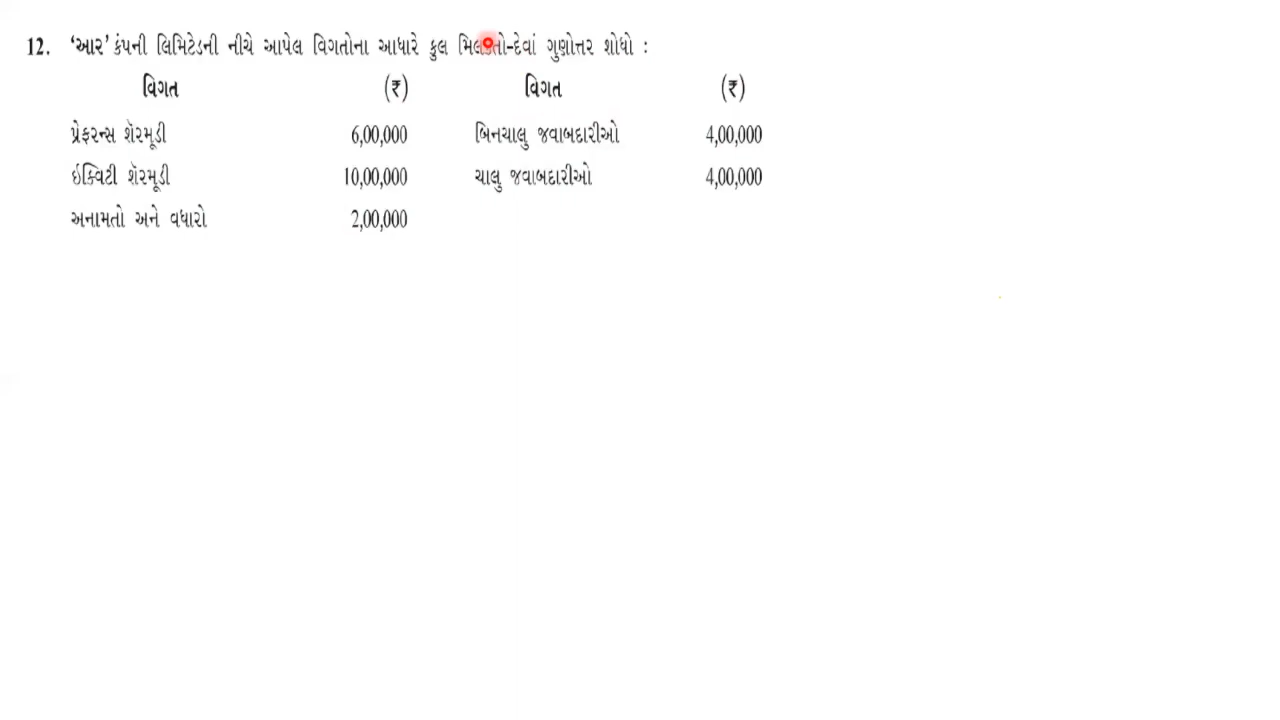 12. ‘આર’ કંપની લિમિટેડની નીચે આપેલ વિગતોના આધારે કુલ મિલકતો-દેવાં ગુણોત્તર શોધો :
વિગત (₹) વિગત (₹)
પ્રેફરન્સ શૅરમૂડી 6,00,000 બિનચાલુ જવાબદારીઓ 4,00,000
ઇક્વિટી શૅરમૂડી 10,00,000 ચાલુ જવાબદારીઓ 4,00,000
અનામતો અને વધારો 2,00,000